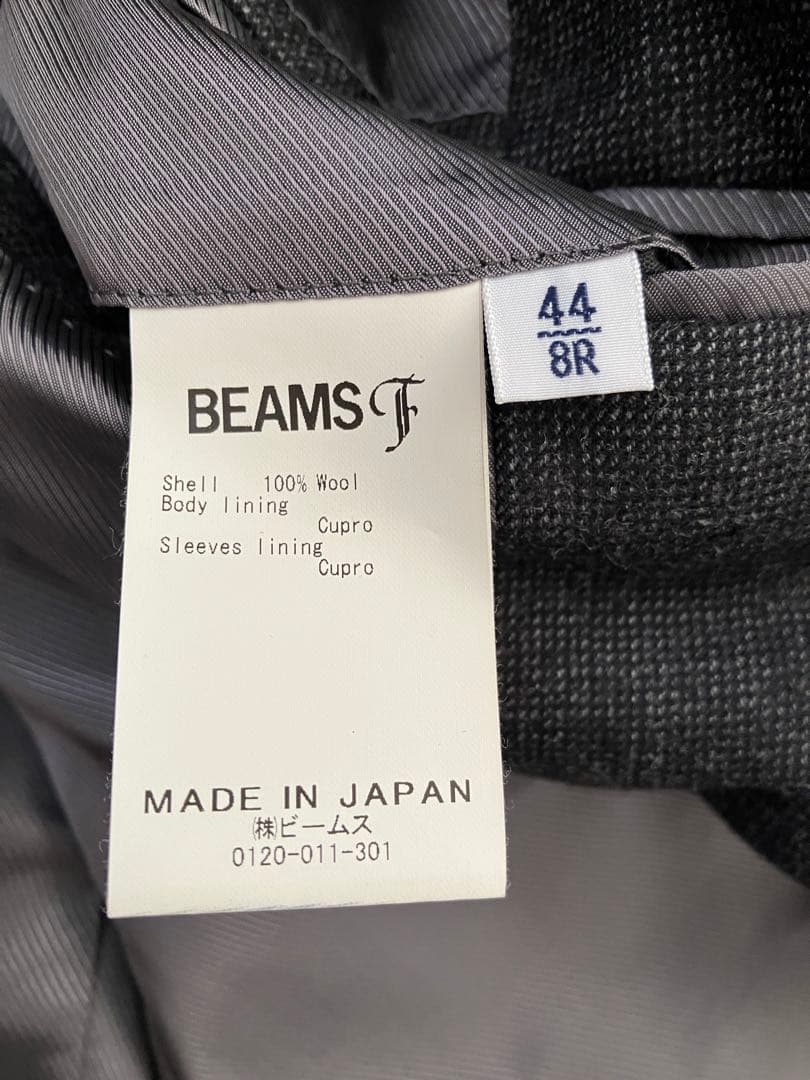 44
8R
BEAMS F
Shell 100% Wool
Body lining
Cupro
Sleeves lining
Cupro
MADE IN JAPAN
㈱ビームス
0120-011-301